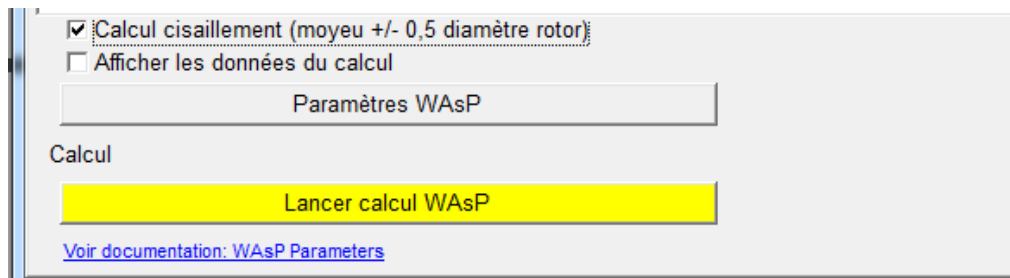 Calcul cisaillement (moyeu +/- 0,5 diamètre rotor)
Afficher les données du calcul
Paramètres WAsP
Calcul
Lancer calcul WAsP
Voir documentation: WAsP Parameters